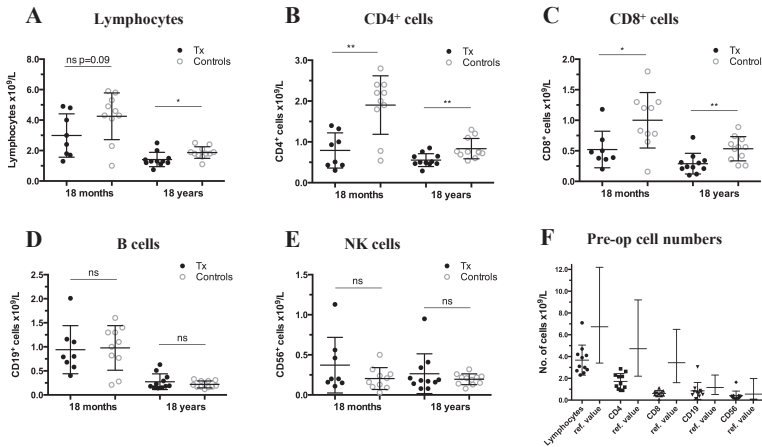 A Lymphocytes
Tx
Controls
ns p=0.09
*
Lymphocytes x10⁹/L
8.0
6.0
4.0
2.0
0.0
18 months
18 years
B CD4⁺ cells
Tx
Controls
**
**
CD4⁺ cells x10⁹/L
3.0
2.0
1.0
0.0
18 months
18 years
C CD8⁺ cells
Tx
Controls
*
**
CD8⁺ cells x10⁹/L
2.0
1.5
1.0
0.5
0.0
18 months
18 years
D B cells
Tx
Controls
ns
ns
CD19⁺ cells x10⁹/L
2.5
2.0
1.5
1.0
0.5
0.0
18 months
18 years
E NK cells
Tx
Controls
ns
ns
CD56⁺ cells x10⁹/L
1.5
1.0
0.5
0.0
18 months
18 years
F Pre-op cell numbers
No. of cells x10⁹/L
12.0
10.0
8.0
6.0
4.0
2.0
0.0
Lymphocytes
ref. value
CD4
ref. value
CD8
ref. value
CD19
ref. value
CD56
ref. value